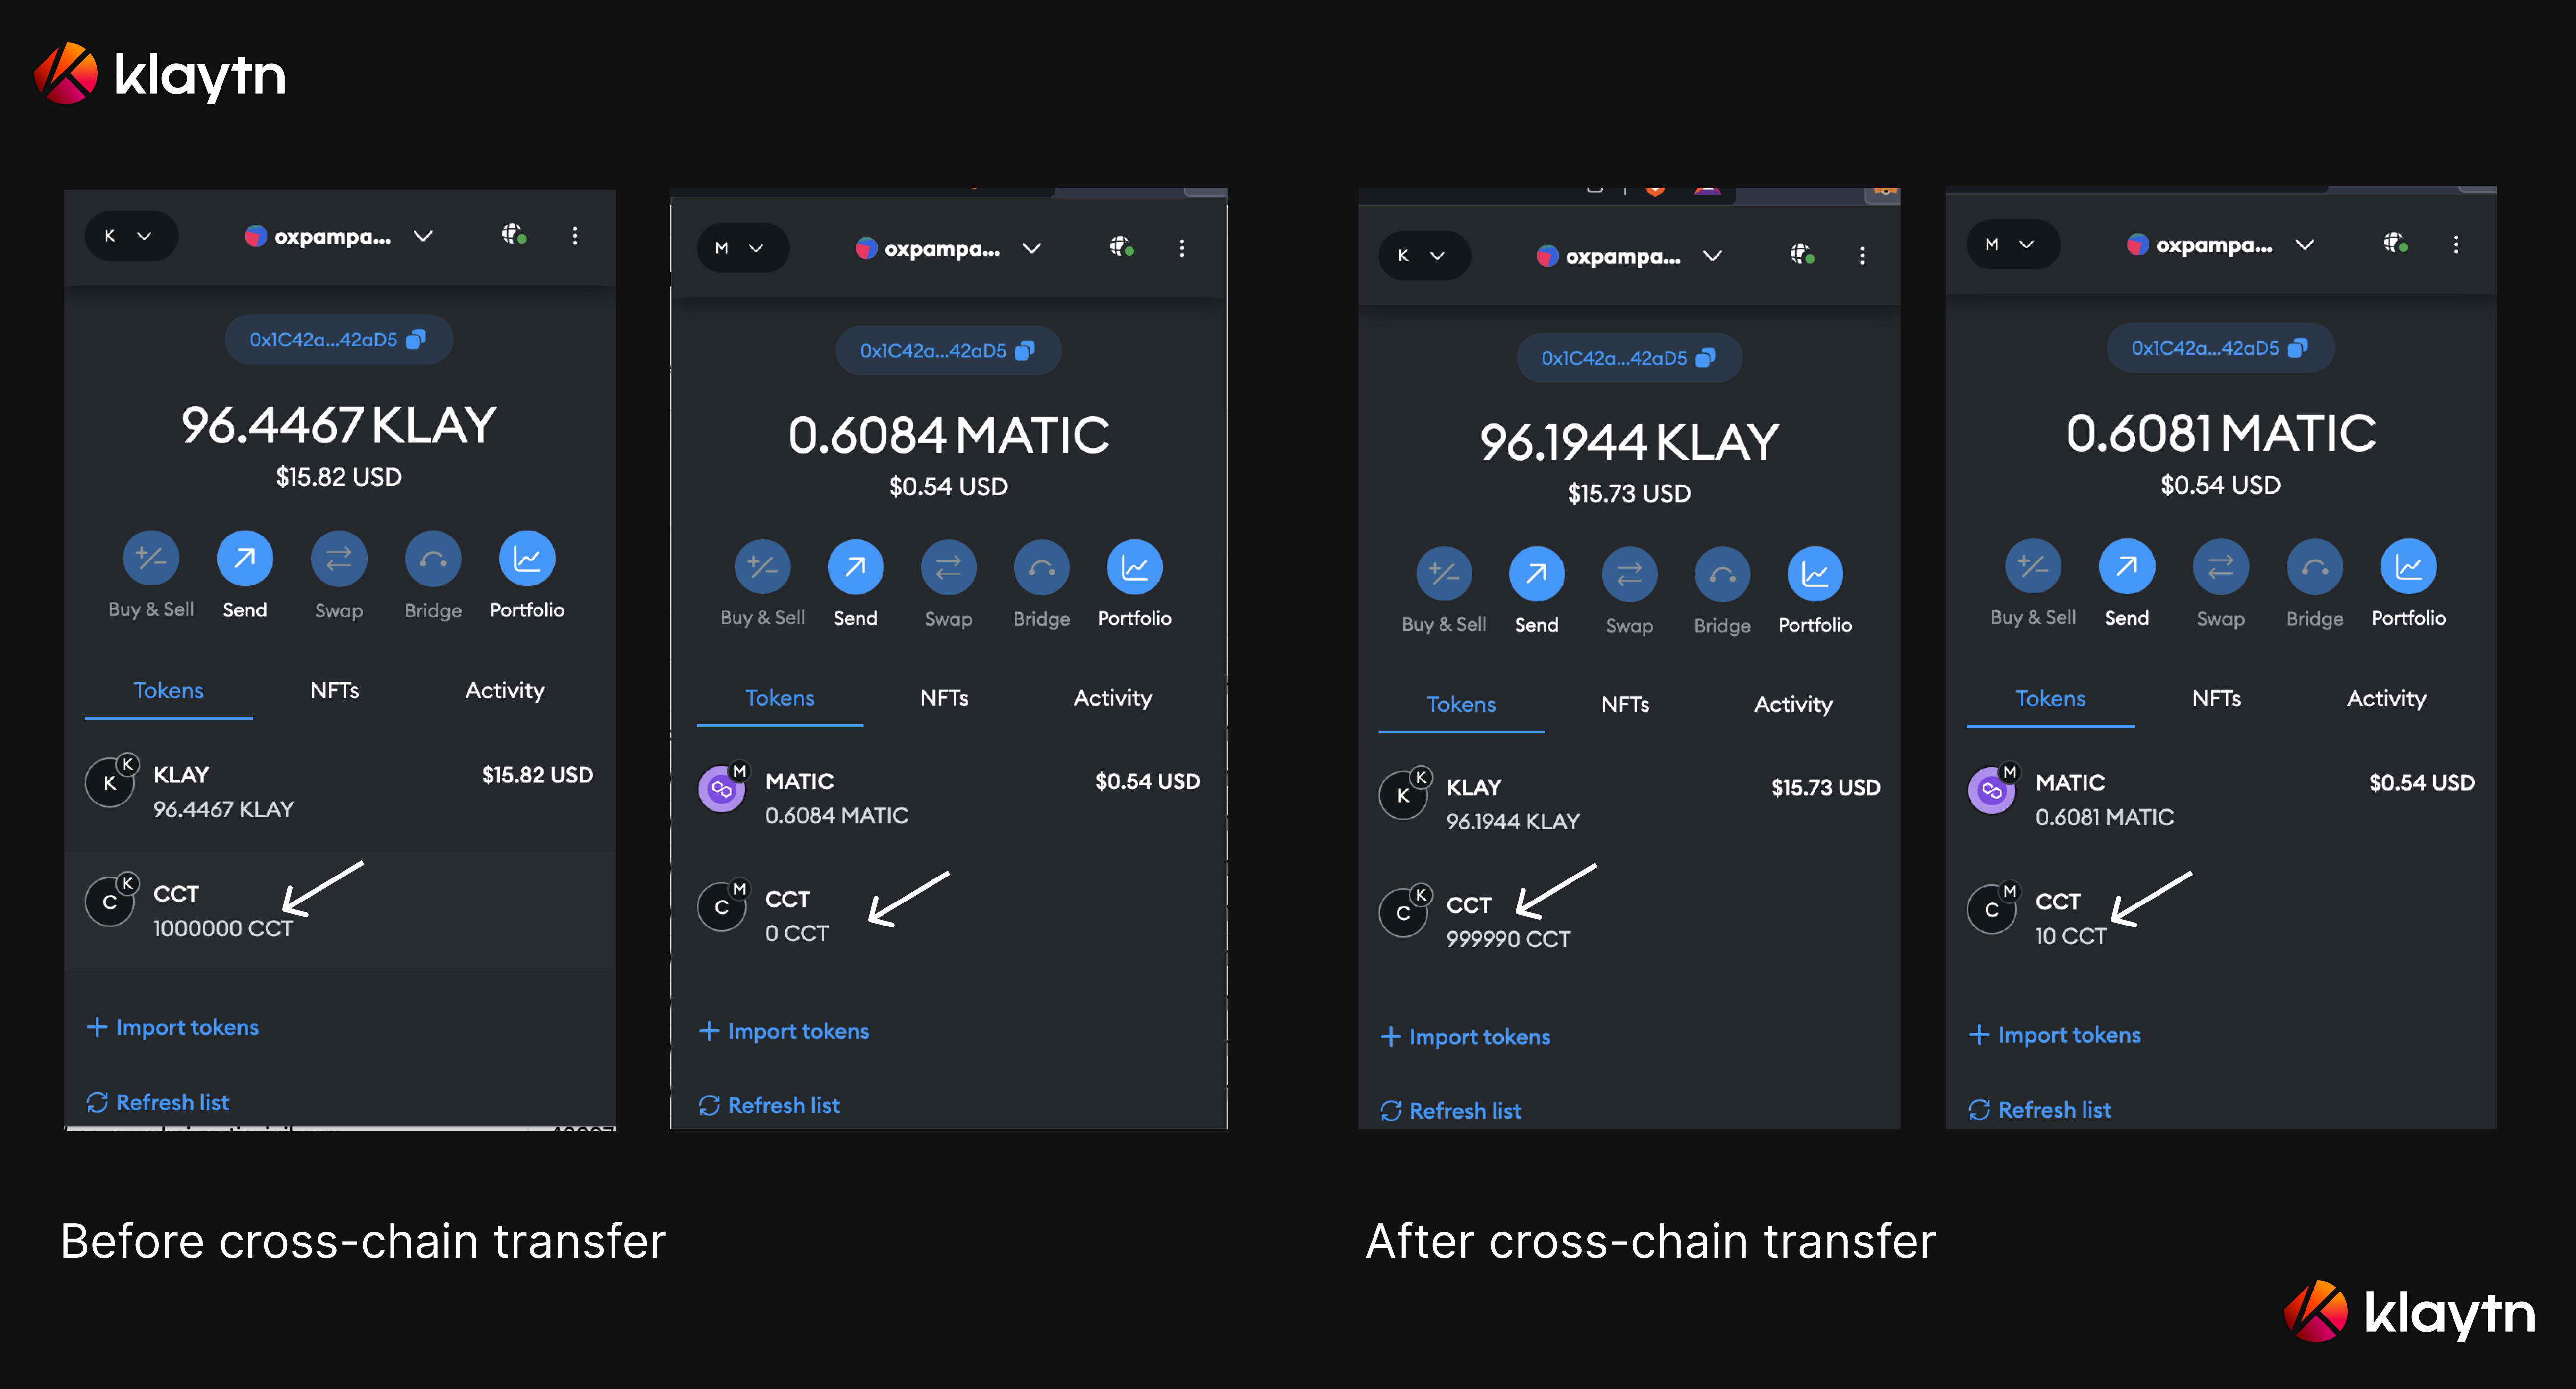 klaytn
K
oxpampa...
0x1C42a...42aD5
96.4467 KLAY
$15.82 USD
Buy & Sell Send Swap Bridge Portfolio
Tokens NFTs Activity
K K KLAY $15.82 USD
96.4467 KLAY
C K CCT
1000000 CCT
+ Import tokens
Refresh list
M
oxpampa...
0x1C42a...42aD5
0.6084 MATIC
$0.54 USD
Buy & Sell Send Swap Bridge Portfolio
Tokens NFTs Activity
M MATIC $0.54 USD
0.6084 MATIC
C M CCT
0 CCT
+ Import tokens
Refresh list
Before cross-chain transfer
K
oxpampa...
0x1C42a...42aD5
96.1944 KLAY
$15.73 USD
Buy & Sell Send Swap Bridge Portfolio
Tokens NFTs Activity
K K KLAY $15.73 USD
96.1944 KLAY
C K CCT
999990 CCT
+ Import tokens
Refresh list
M
oxpampa...
0x1C42a...42aD5
0.6081 MATIC
$0.54 USD
Buy & Sell Send Swap Bridge Portfolio
Tokens NFTs Activity
M MATIC $0.54 USD
0.6081 MATIC
C M CCT
10 CCT
+ Import tokens
Refresh list
After cross-chain transfer
klaytn